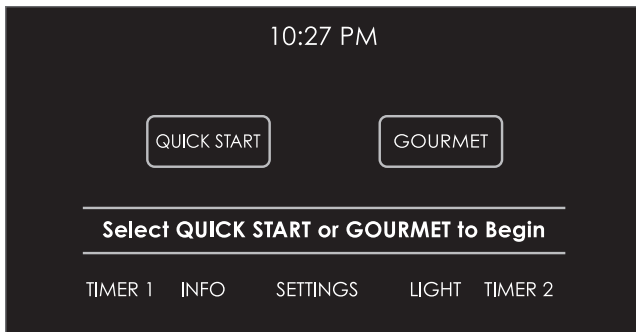 10:27 PM
QUICK START GOURMET
Select QUICK START or GOURMET to Begin
TIMER 1 INFO SETTINGS LIGHT TIMER 2